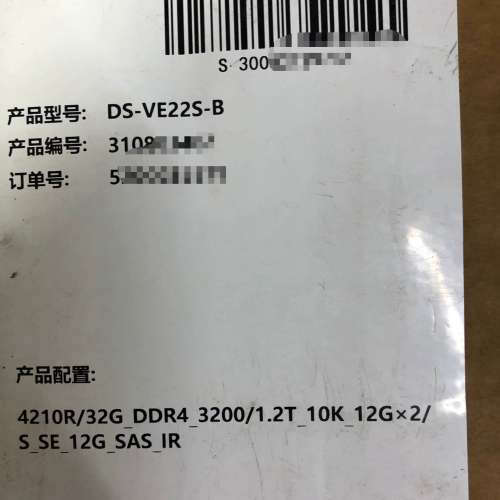 S 300
产品型号: DS-VE22S-B
产品编号: 3108
订单号: 5
产品配置:
4210R/32G_DDR4_3200/1.2T_10K_12G×2/
S_SE_12G_SAS_IR